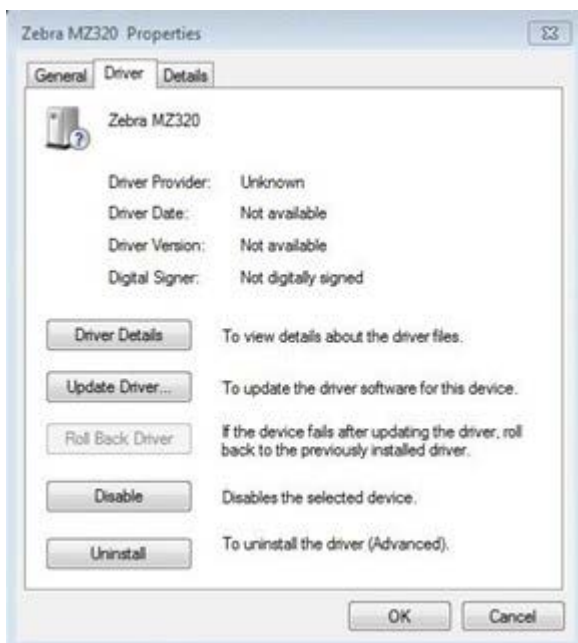 Zebra MZ320 Properties
General Driver Details
Zebra MZ320
Driver Provider: Unknown
Driver Date: Not available
Driver Version: Not available
Digital Signer: Not digitally signed
Driver Details To view details about the driver files.
Update Driver... To update the driver software for this device.
Roll Back Driver If the device fails after updating the driver, roll
back to the previously installed driver.
Disable Disables the selected device.
Uninstall To uninstall the driver (Advanced).
OK Cancel